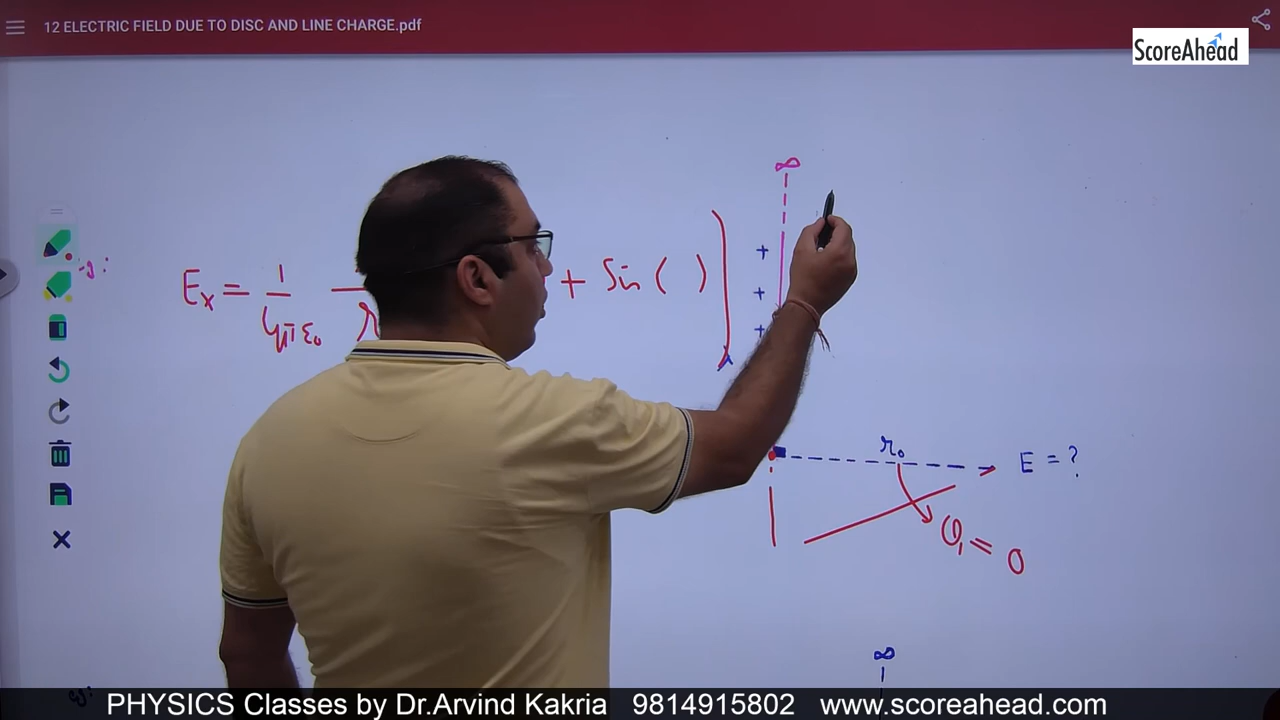 12 ELECTRIC FIELD DUE TO DISC AND LINE CHARGE.pdf
ScoreAhead
∞
+
+
+
Eₓ = 1/4πε₀ + Sin ( ) ]
r₀
E = ?
φ₁ = 0
∞
PHYSICS Classes by Dr.Arvind Kakria 9814915802 www.scoreahead.com